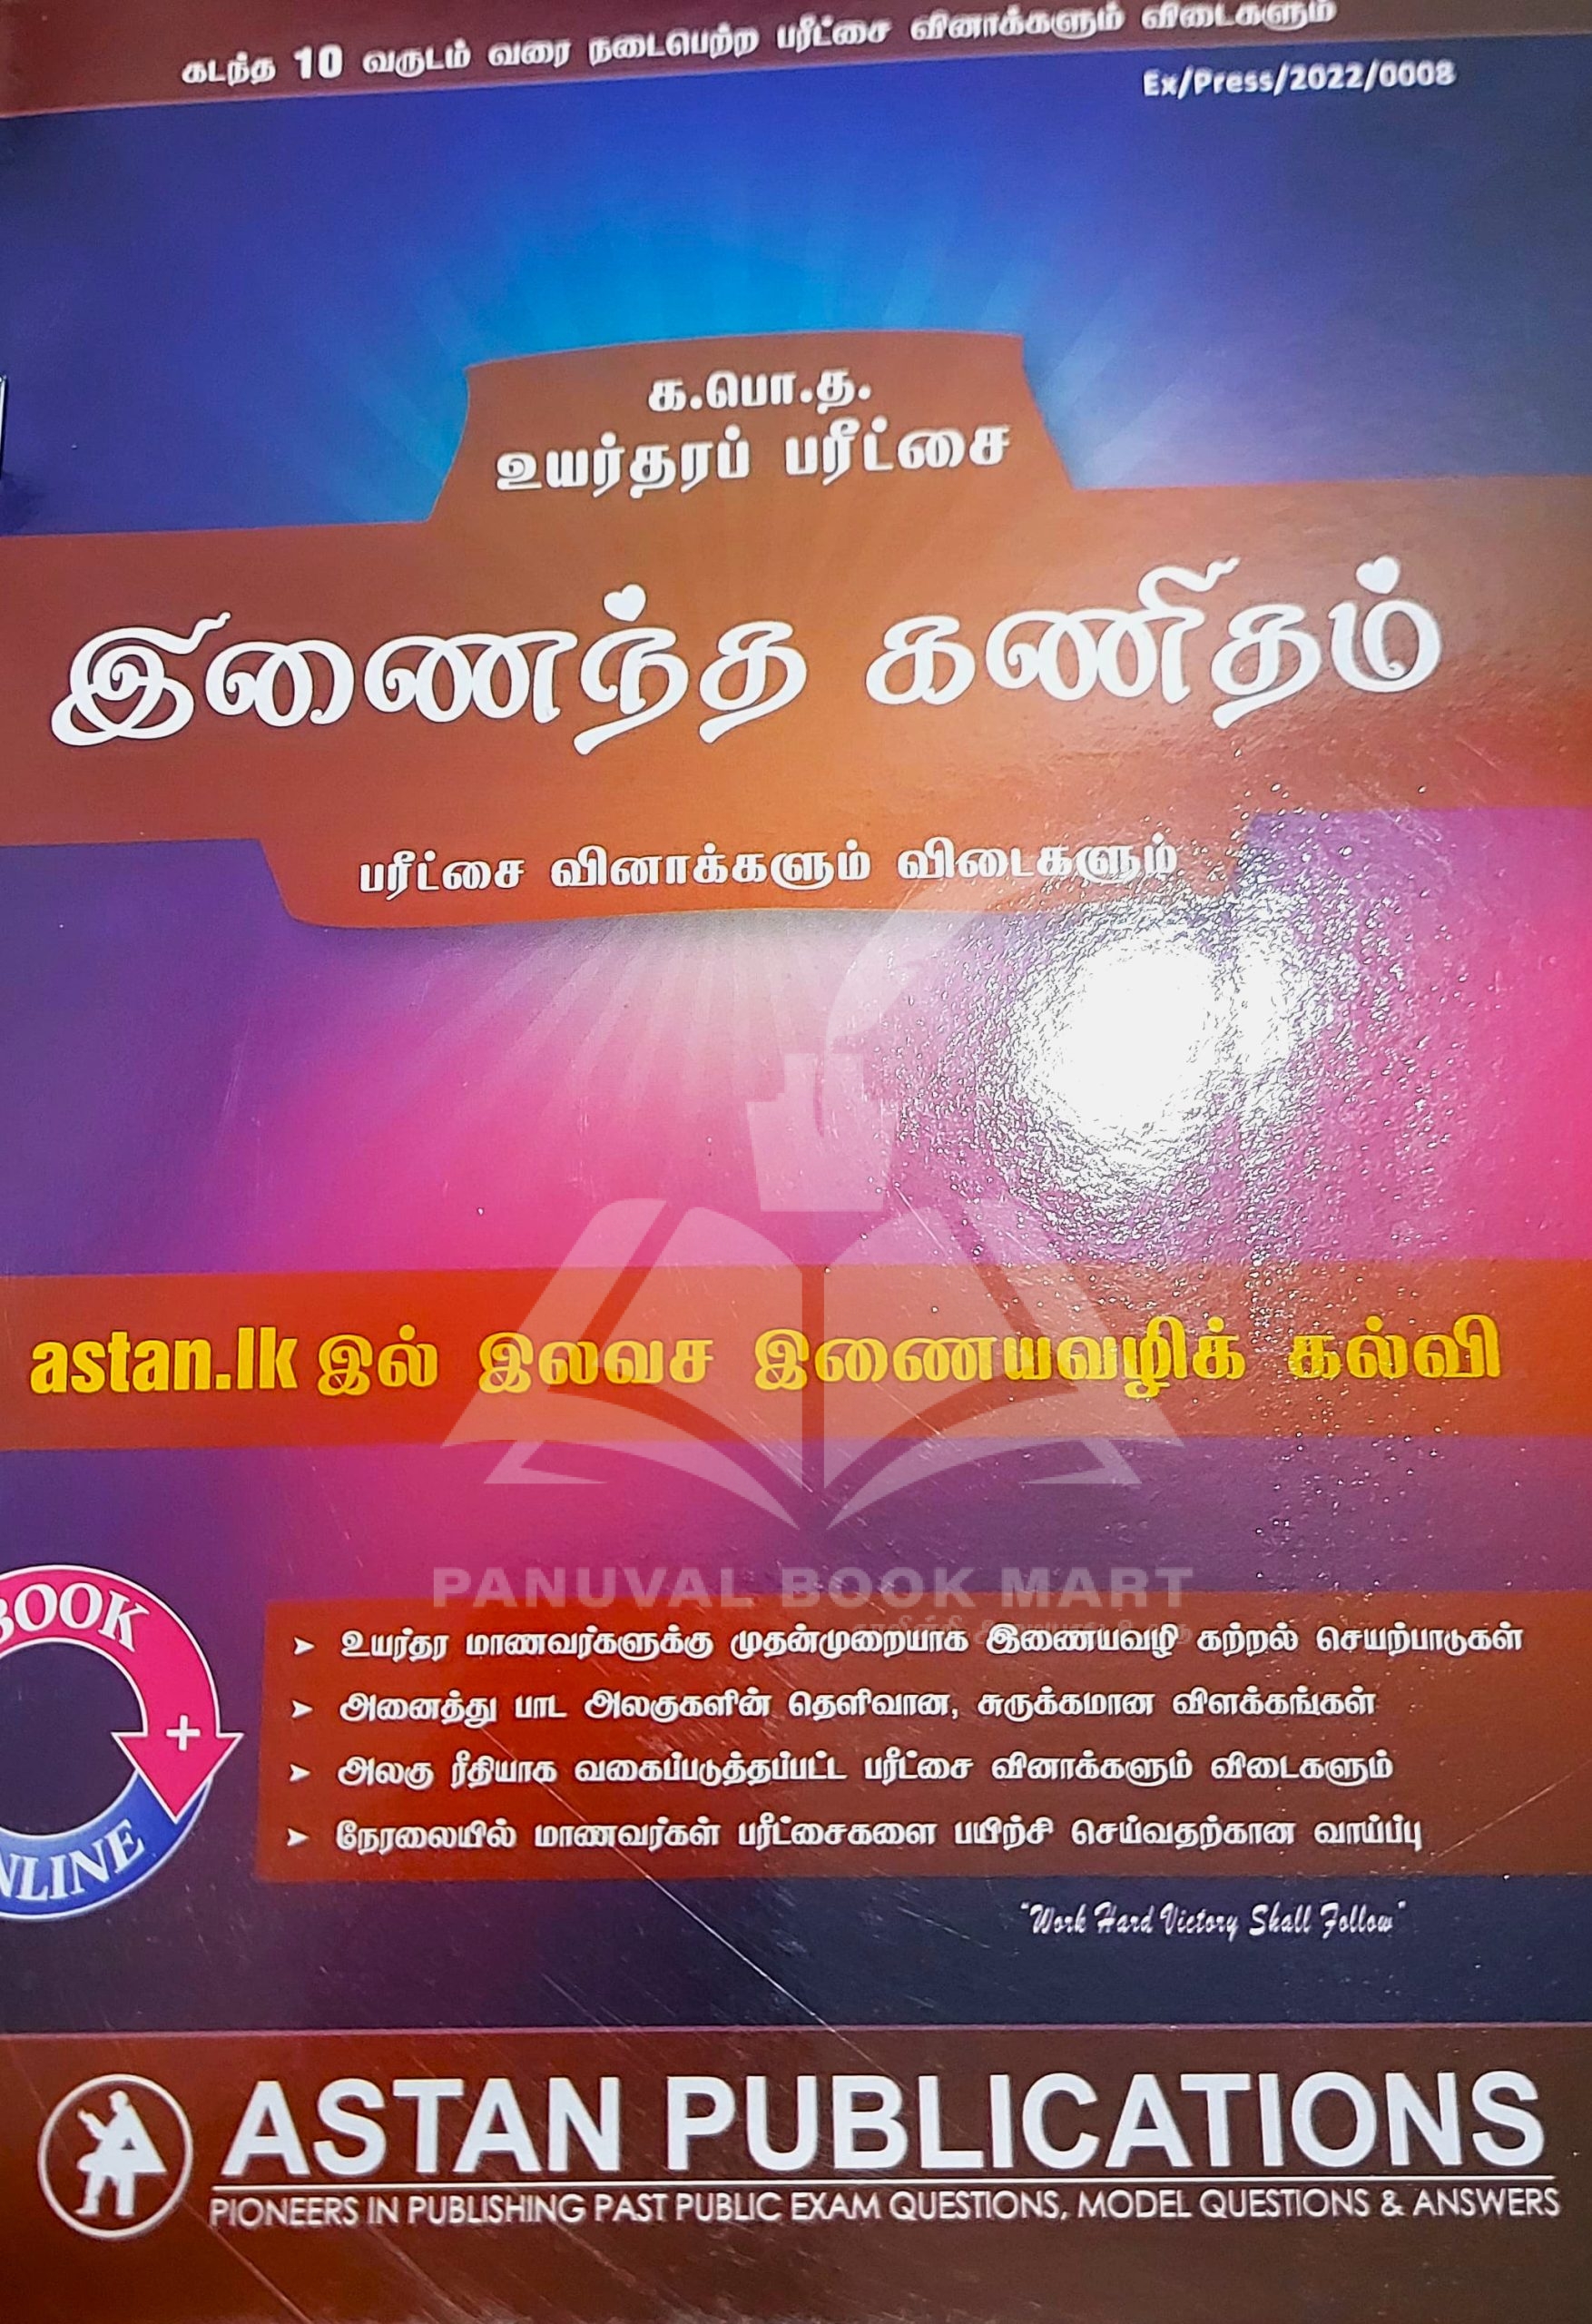 கடந்த 10 வருடம் வரை நடைபெற்ற பரீட்சை வினாக்களும் விடைகளும்
Ex/Press/2022/0008
க.பொ.த.
உயர்தரப் பரீட்சை
இணைந்த கணிதம்
பரீட்சை வினாக்களும் விடைகளும்
astan.lk இல் இலவச இணையவழிக் கல்வி
PANUVAL BOOK MART
BOOK
+
NLINE
➤ உயர்தர மாணவர்களுக்கு முதன்முறையாக இணையவழி கற்றல் செயற்பாடுகள்
➤ அனைத்து பாட அலகுகளின் தெளிவான, சுருக்கமான விளக்கங்கள்
➤ அலகு ரீதியாக வகைப்படுத்தப்பட்ட பரீட்சை வினாக்களும் விடைகளும்
➤ நேரலையில் மாணவர்கள் பரீட்சைகளை பயிற்சி செய்வதற்கான வாய்ப்பு
"Work Hard Victory Shall Follow"
ASTAN PUBLICATIONS
PIONEERS IN PUBLISHING PAST PUBLIC EXAM QUESTIONS, MODEL QUESTIONS & ANSWERS